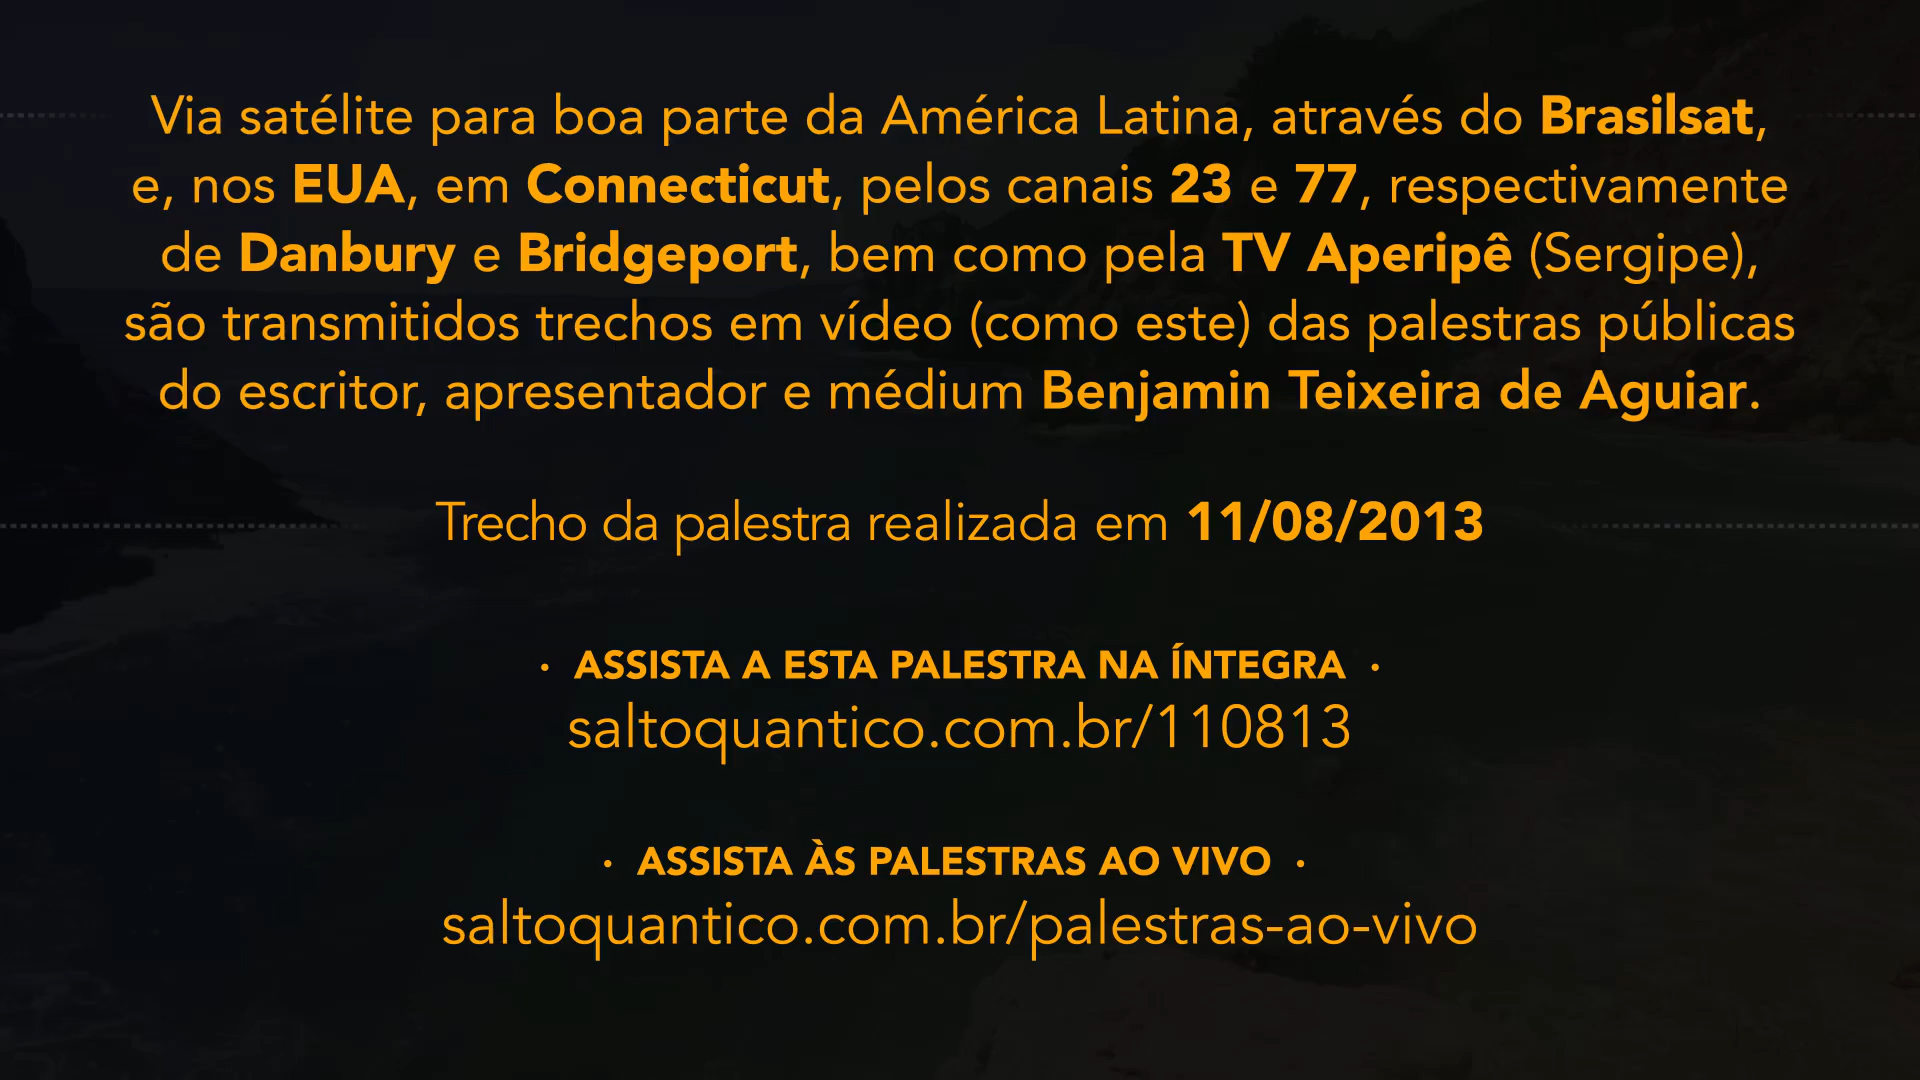 Via satélite para boa parte da América Latina, através do Brasilsat,
e, nos EUA, em Connecticut, pelos canais 23 e 77, respectivamente
de Danbury e Bridgeport, bem como pela TV Aperipê (Sergipe),
são transmitidos trechos em vídeo (como este) das palestras públicas
do escritor, apresentador e médium Benjamin Teixeira de Aguiar.
Trecho da palestra realizada em 11/08/2013
· ASSISTA A ESTA PALESTRA NA ÍNTEGRA ·
saltoquantico.com.br/110813
· ASSISTA ÀS PALESTRAS AO VIVO ·
saltoquantico.com.br/palestras-ao-vivo